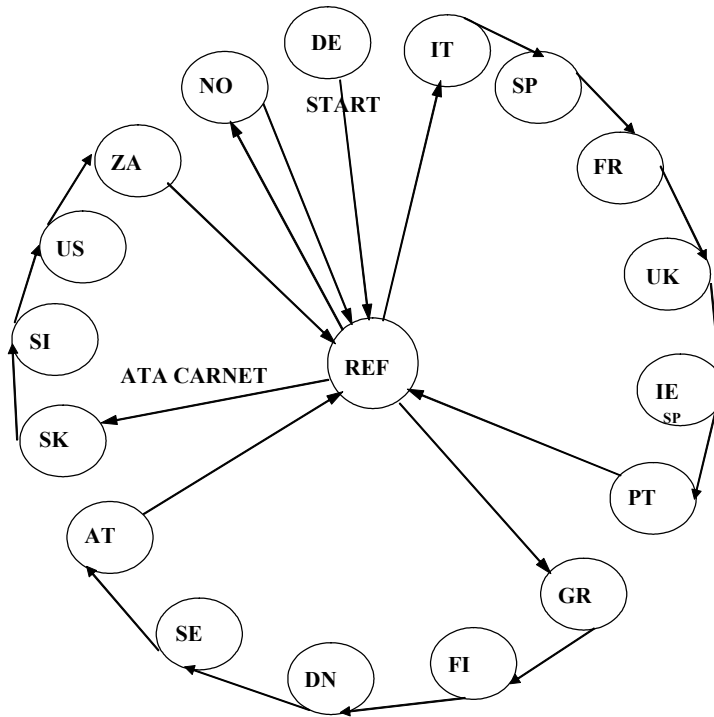 DE
IT
NO
SP
START
ZA
FR
US
UK
SI
REF
ATA CARNET
IE
SP
SK
PT
AT
GR
SE
FI
DN